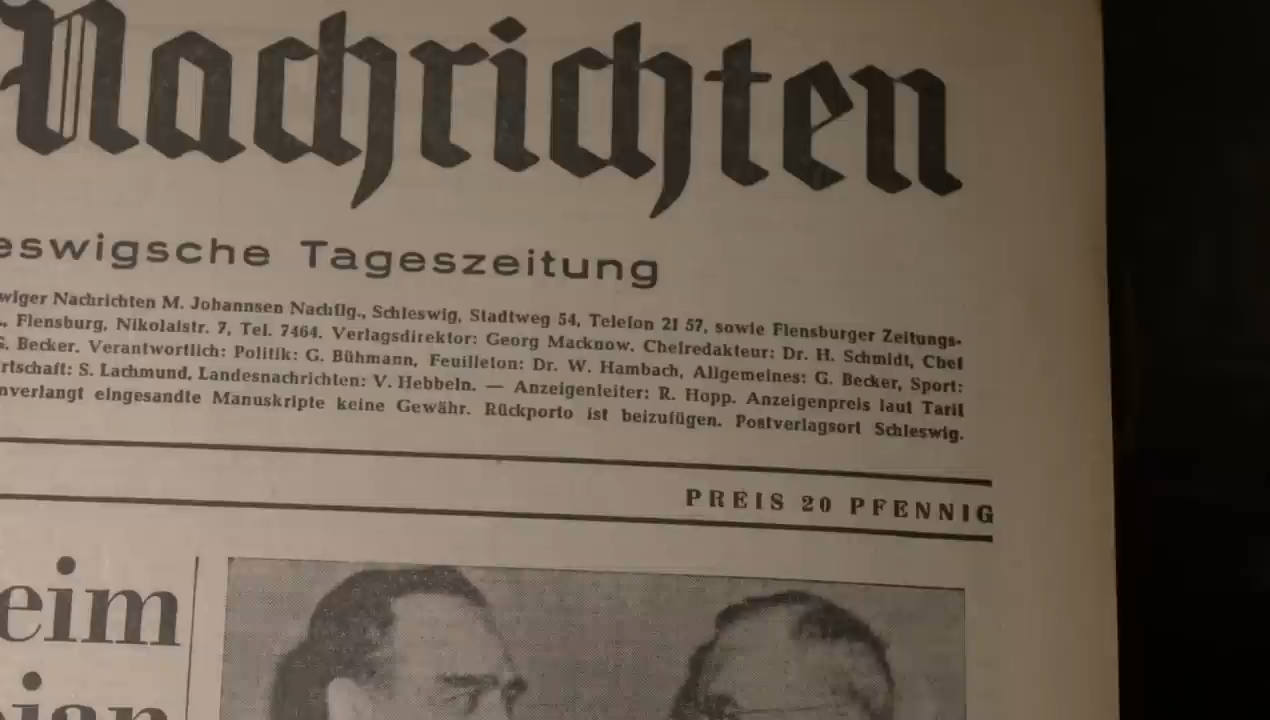 Nachrichten
eswigsche Tageszeitung
wiger Nachrichten M. Johannsen Nachflg., Schleswig, Stadtweg 54, Telefon 21 57, sowie Flensburger Zeitungs-
., Flensburg, Nikolaistr. 7, Tel. 7464. Verlagsdirektor: Georg Macknow. Chefredakteur: Dr. H. Schmidt, Chef
G. Becker. Verantwortlich: Politik: G. Bühmann, Feuilleton: Dr. W. Hambach, Allgemeines: G. Becker, Sport:
rtschaft: S. Lachmund, Landesnachrichten: V. Hebbeln. — Anzeigenleiter: R. Hopp. Anzeigenpreis laut Tarif
nverlangt eingesandte Manuskripte keine Gewähr. Rückporto ist beizufügen. Postverlagsort Schleswig.
PREIS 20 PFENNIG
eim
ian